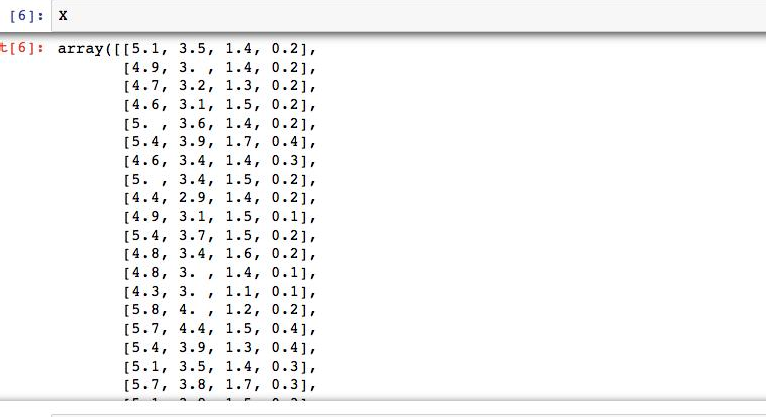 [6]: X
t[6]: array([[5.1, 3.5, 1.4, 0.2],
[4.9, 3. , 1.4, 0.2],
[4.7, 3.2, 1.3, 0.2],
[4.6, 3.1, 1.5, 0.2],
[5. , 3.6, 1.4, 0.2],
[5.4, 3.9, 1.7, 0.4],
[4.6, 3.4, 1.4, 0.3],
[5. , 3.4, 1.5, 0.2],
[4.4, 2.9, 1.4, 0.2],
[4.9, 3.1, 1.5, 0.1],
[5.4, 3.7, 1.5, 0.2],
[4.8, 3.4, 1.6, 0.2],
[4.8, 3. , 1.4, 0.1],
[4.3, 3. , 1.1, 0.1],
[5.8, 4. , 1.2, 0.2],
[5.7, 4.4, 1.5, 0.4],
[5.4, 3.9, 1.3, 0.4],
[5.1, 3.5, 1.4, 0.3],
[5.7, 3.8, 1.7, 0.3],